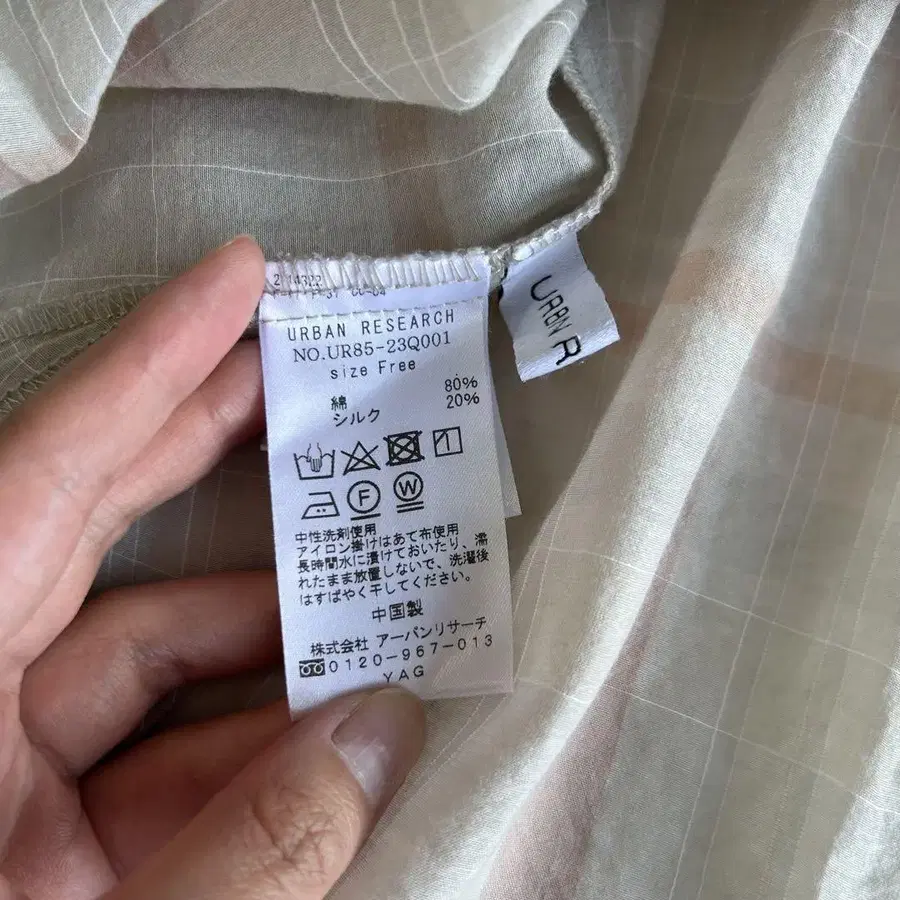 2 14322
URBAN RESEARCH
NO.UR85-23Q001
size Free
綿 80%
シルク 20%
F W
中性洗剤使用
アイロン掛けはあて布使用
長時間水に漬けておいたり、濡
れたまま放置しないで、洗濯後
はすばやく干してください。
中国製
株式会社 アーバンリサーチ
0120-967-013
YAG
URBN R